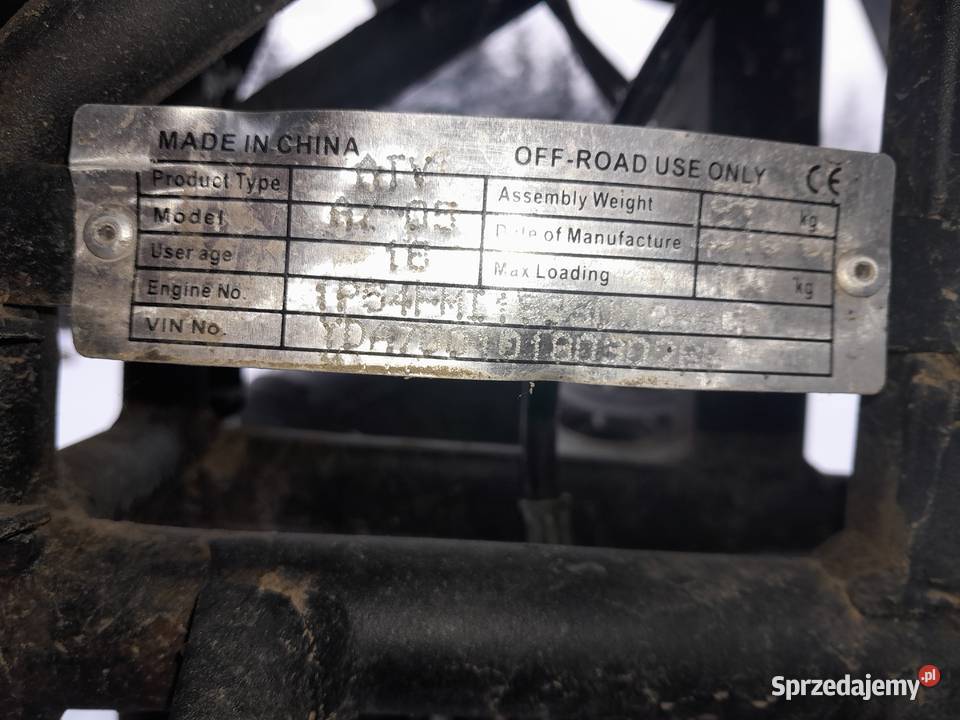 MADE IN CHINA
OFF-ROAD USE ONLY CE
Product Type ATV
Assembly Weight kg
Model 05
Date of Manufacture
User age 16
Max Loading kg
Engine No.
VIN No.
Sprzedajemy.pl